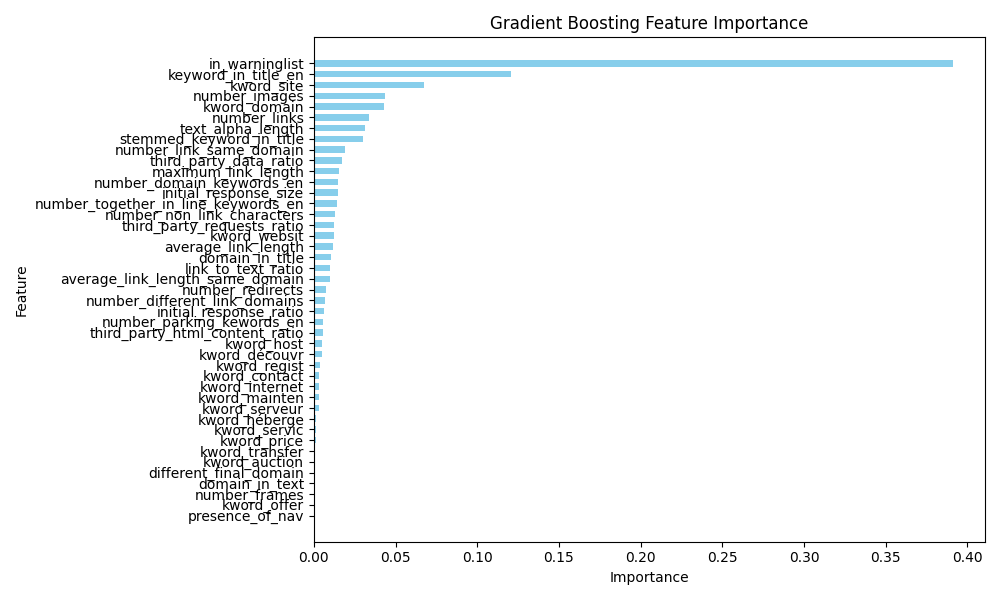 Gradient Boosting Feature Importance
in_warninglist
keyword_in_title_en
kword_site
number_images
kword_domain
number_links
text_alpha_length
stemmed_keyword_in_title
number_link_same_domain
third_party_data_ratio
maximum_link_length
number_domain_keywords_en
initial_response_size
number_together_in_line_keywords_en
number_non_link_characters
third_party_requests_ratio
kword_websit
average_link_length
domain_in_title
link_to_text_ratio
average_link_length_same_domain
number_redirects
number_different_link_domains
initial_response_ratio
number_parking_kewords_en
third_party_html_content_ratio
kword_host
kword_découvr
kword_regist
kword_contact
kword_internet
kword_mainten
kword_serveur
kword_héberge
kword_servic
kword_price
kword_transfer
kword_auction
different_final_domain
domain_in_text
number_frames
kword_offer
presence_of_nav
Feature
0.00 0.05 0.10 0.15 0.20 0.25 0.30 0.35 0.40
Importance